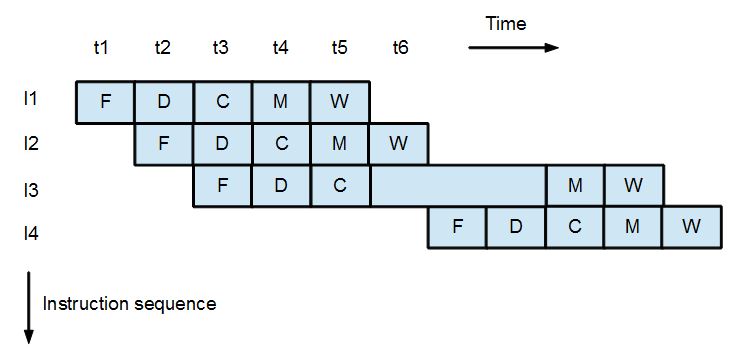 Time
t1 t2 t3 t4 t5 t6
I1 F D C M W
I2 F D C M W
I3 F D C M W
I4 F D C M W
Instruction sequence